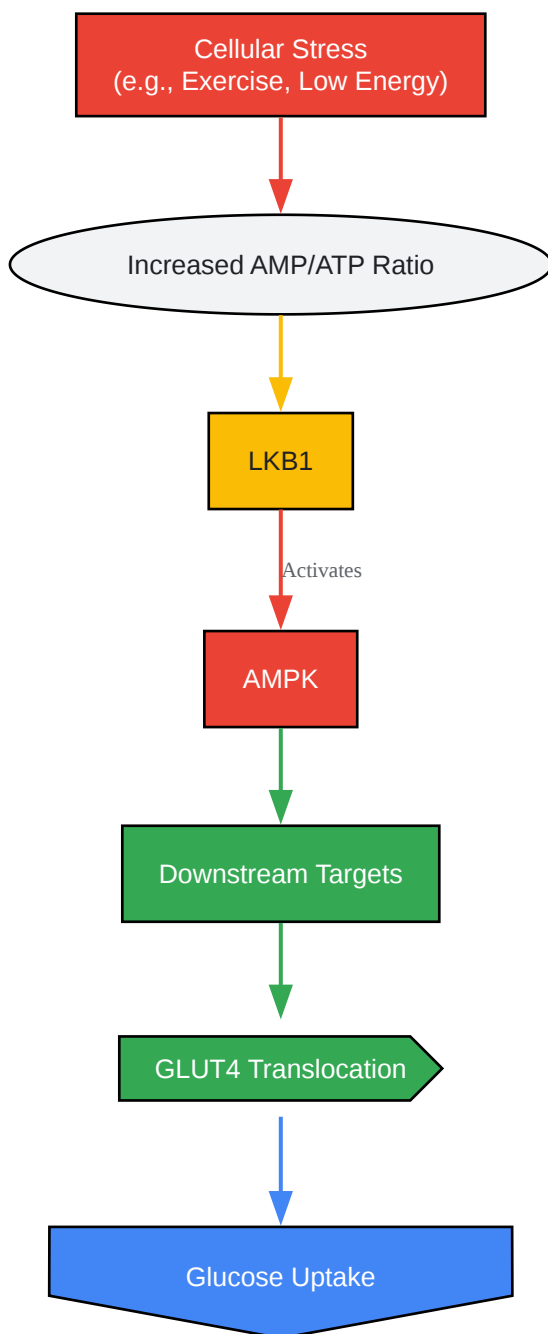 Cellular Stress
(e.g., Exercise, Low Energy)
Increased AMP/ATP Ratio
LKB1
Activates
AMPK
Downstream Targets
GLUT4 Translocation
Glucose Uptake